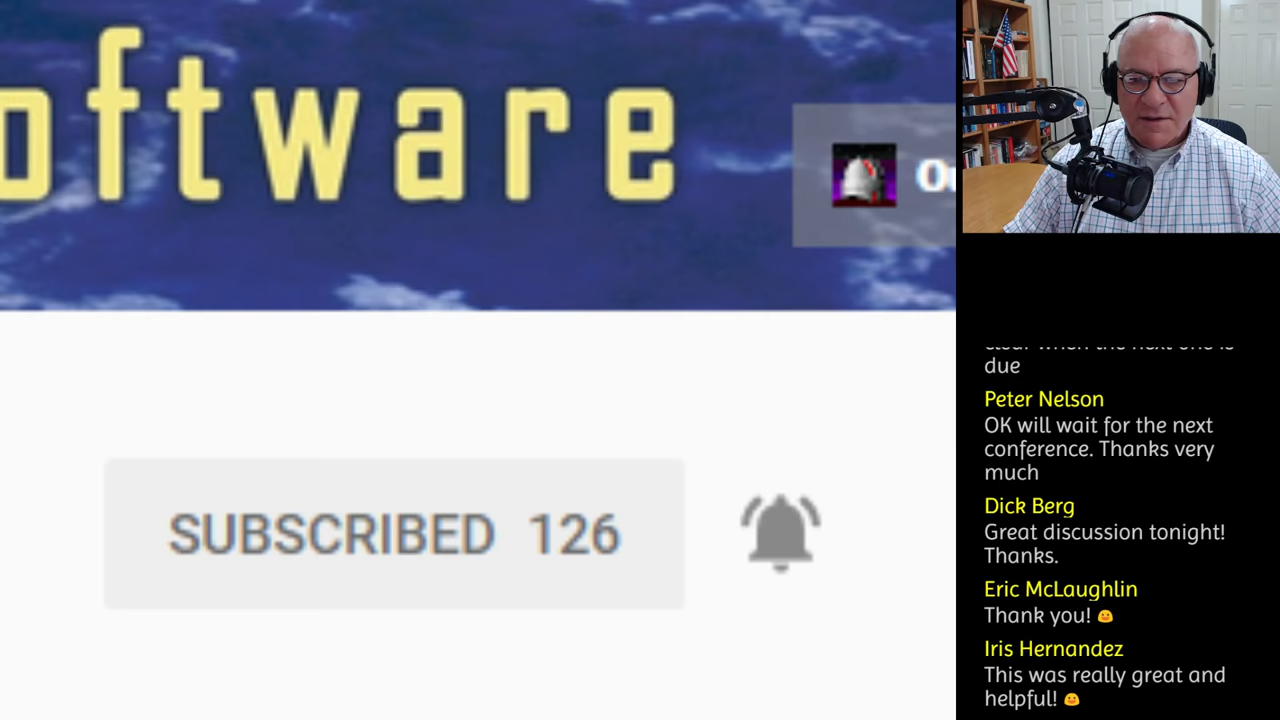 oftware
SUBSCRIBED 126
due
Peter Nelson
OK will wait for the next
conference. Thanks very
much
Dick Berg
Great discussion tonight!
Thanks.
Eric McLaughlin
Thank you!
Iris Hernandez
This was really great and
helpful!